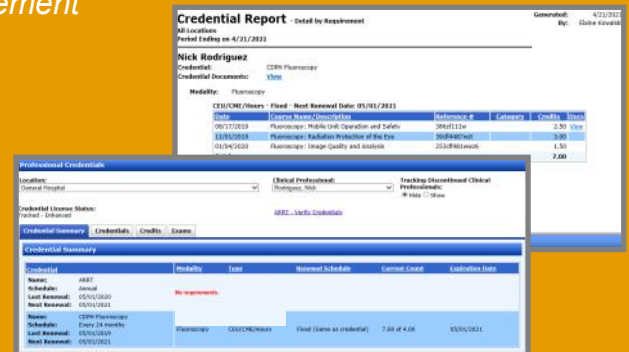 ement
Credential Report - Detail by Requirement
All Locations
Period Ending on 4/21/2021
Generated: 4/21/2021
By: Elaine Kowalski
Nick Rodriguez
Credential: CDPH Fluoroscopy
Credential Documents: View
Modality: Fluoroscopy
CEU/CME/Hours - Fixed - Next Renewal Date: 05/01/2021
Date Course Name/Description Reference # Category Credits Docs
08/17/2019 Fluoroscopy: Mobile Unit Operation and Safety 2.50 View
11/01/2019 Fluoroscopy: Radiation Protection of the Eye 3.00
01/04/2020 Fluoroscopy: Image Quality and Analysis 1.50
7.00
Professional Credentials
Location: Clinical Professional: Tracking Discontinued Clinical Professionals:
General Hospital Rodriguez, Nick Hide Show
Credential License Status:
Tracked - Enhanced ARRT - Verify Credentials
Credential Summary Credentials Credits Exams
Credential Summary
Credential Modality Type Renewal Schedule Current Count Expiration Date
Name: ARRT
Schedule: Annual
Last Renewal: 05/01/2020 No requirements.
Next Renewal: 05/01/2021
Name: CDPH Fluoroscopy
Schedule: Every 24 months
Last Renewal: 05/01/2019 Fluoroscopy CEU/CME/Hours Fixed (Same as credential) 7.00 of 4.00 05/01/2021
Next Renewal: 05/01/2021